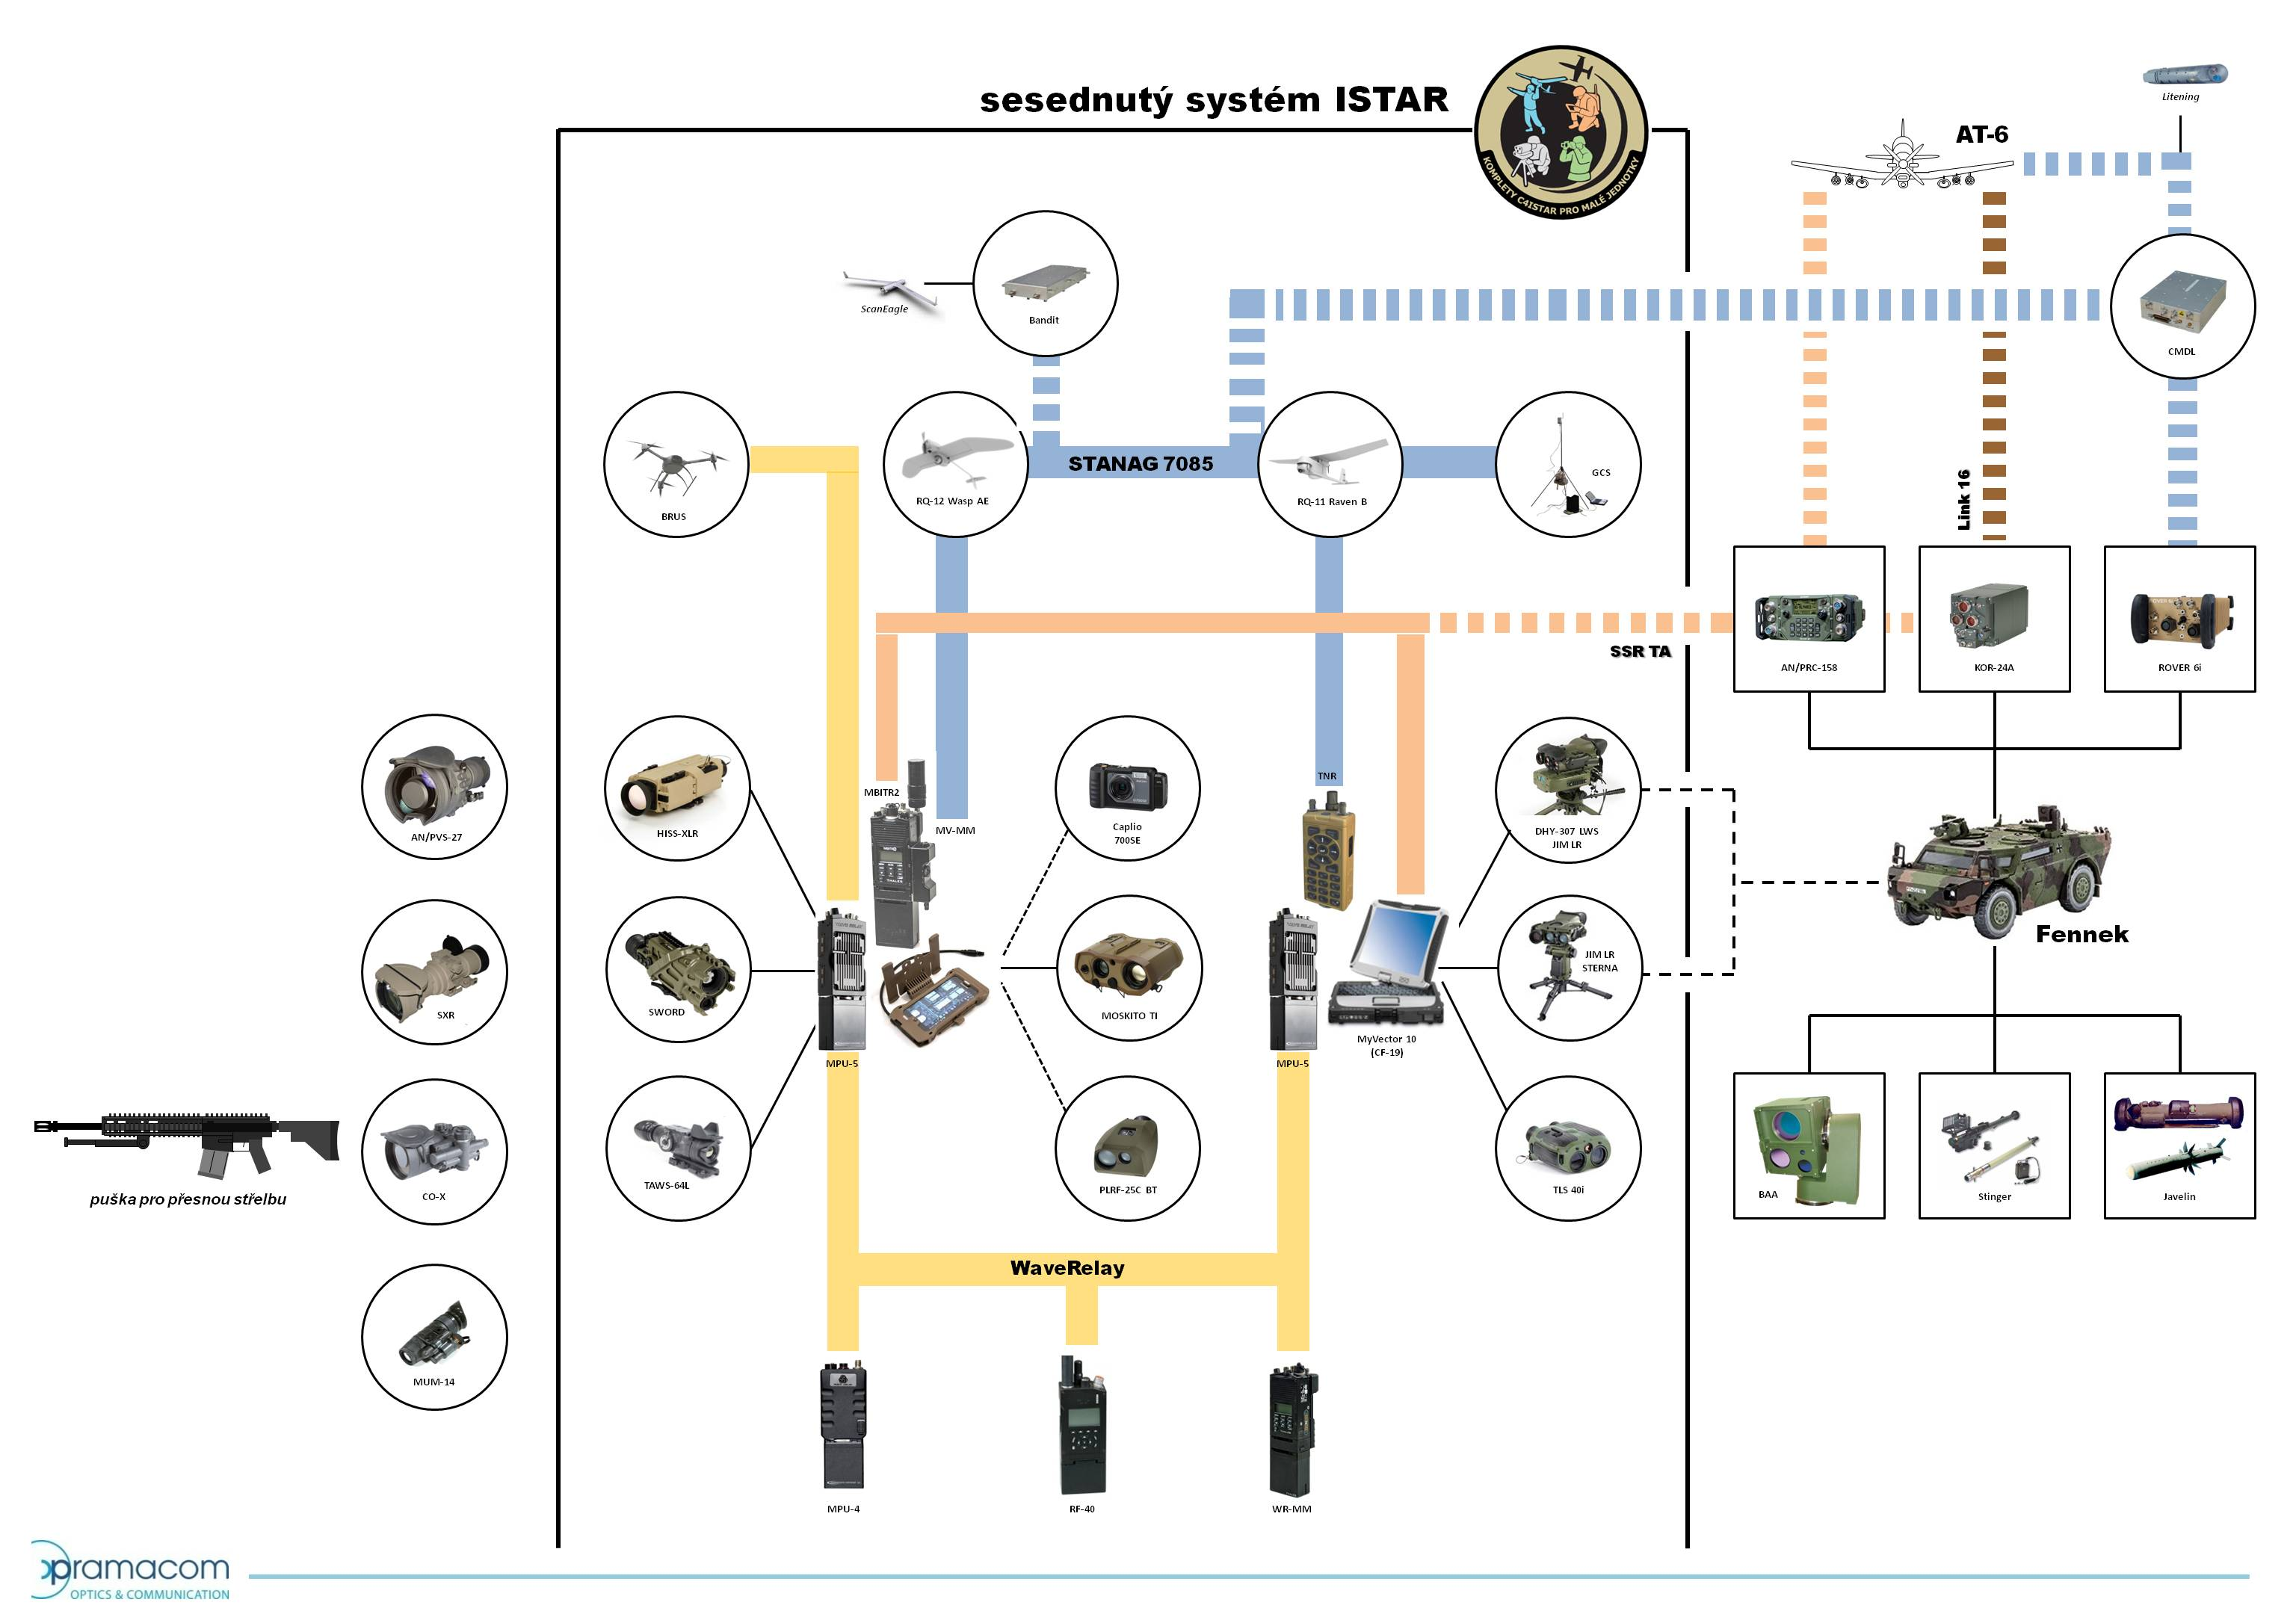 sesednutý systém ISTAR
KOMPLETY C4ISTAR PRO MALÉ JEDNOTKY
Litening
AT-6
ScanEagle
Bandit
CMDL
BRUS
RQ-12 Wasp AE
STANAG 7085
RQ-11 Raven B
GCS
Link 16
SSR TA
AN/PRC-158
KOR-24A
ROVER 6i
AN/PVS-27
HISS-XLR
MBITR2
MV-MM
Caplio
700SE
TNR
DHY-307 LWS
JIM LR
Fennek
SXR
SWORD
MOSKITO TI
JIM LR
STERNA
MPU-5
MPU-5
MyVector 10
(CF-19)
puška pro přesnou střelbu
CO-X
TAWS-64L
PLRF-25C BT
TLS 40i
BAA
Stinger
Javelin
WaveRelay
MUM-14
MPU-4
RF-40
WR-MM
pramacom
OPTICS & COMMUNICATION